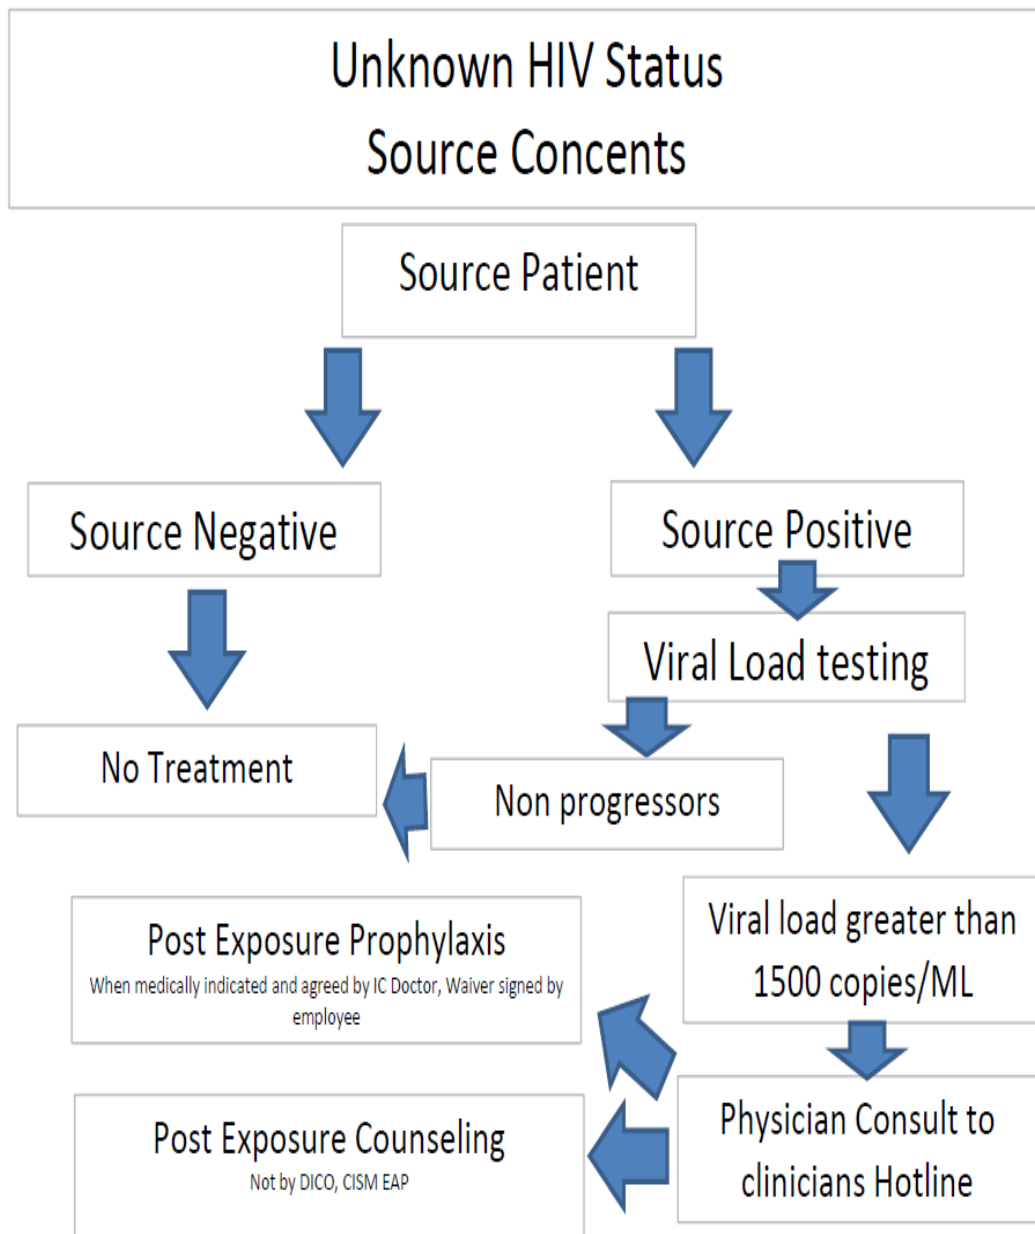 Unknown HIV Status
Source Concents
Source Patient
Source Negative
Source Positive
Viral Load testing
No Treatment
Non progressors
Viral load greater than
1500 copies/ML
Post Exposure Prophylaxis
When medically indicated and agreed by IC Doctor, Waiver signed by
employee
Physician Consult to
clinicians Hotline
Post Exposure Counseling
Not by DICO, CISM EAP